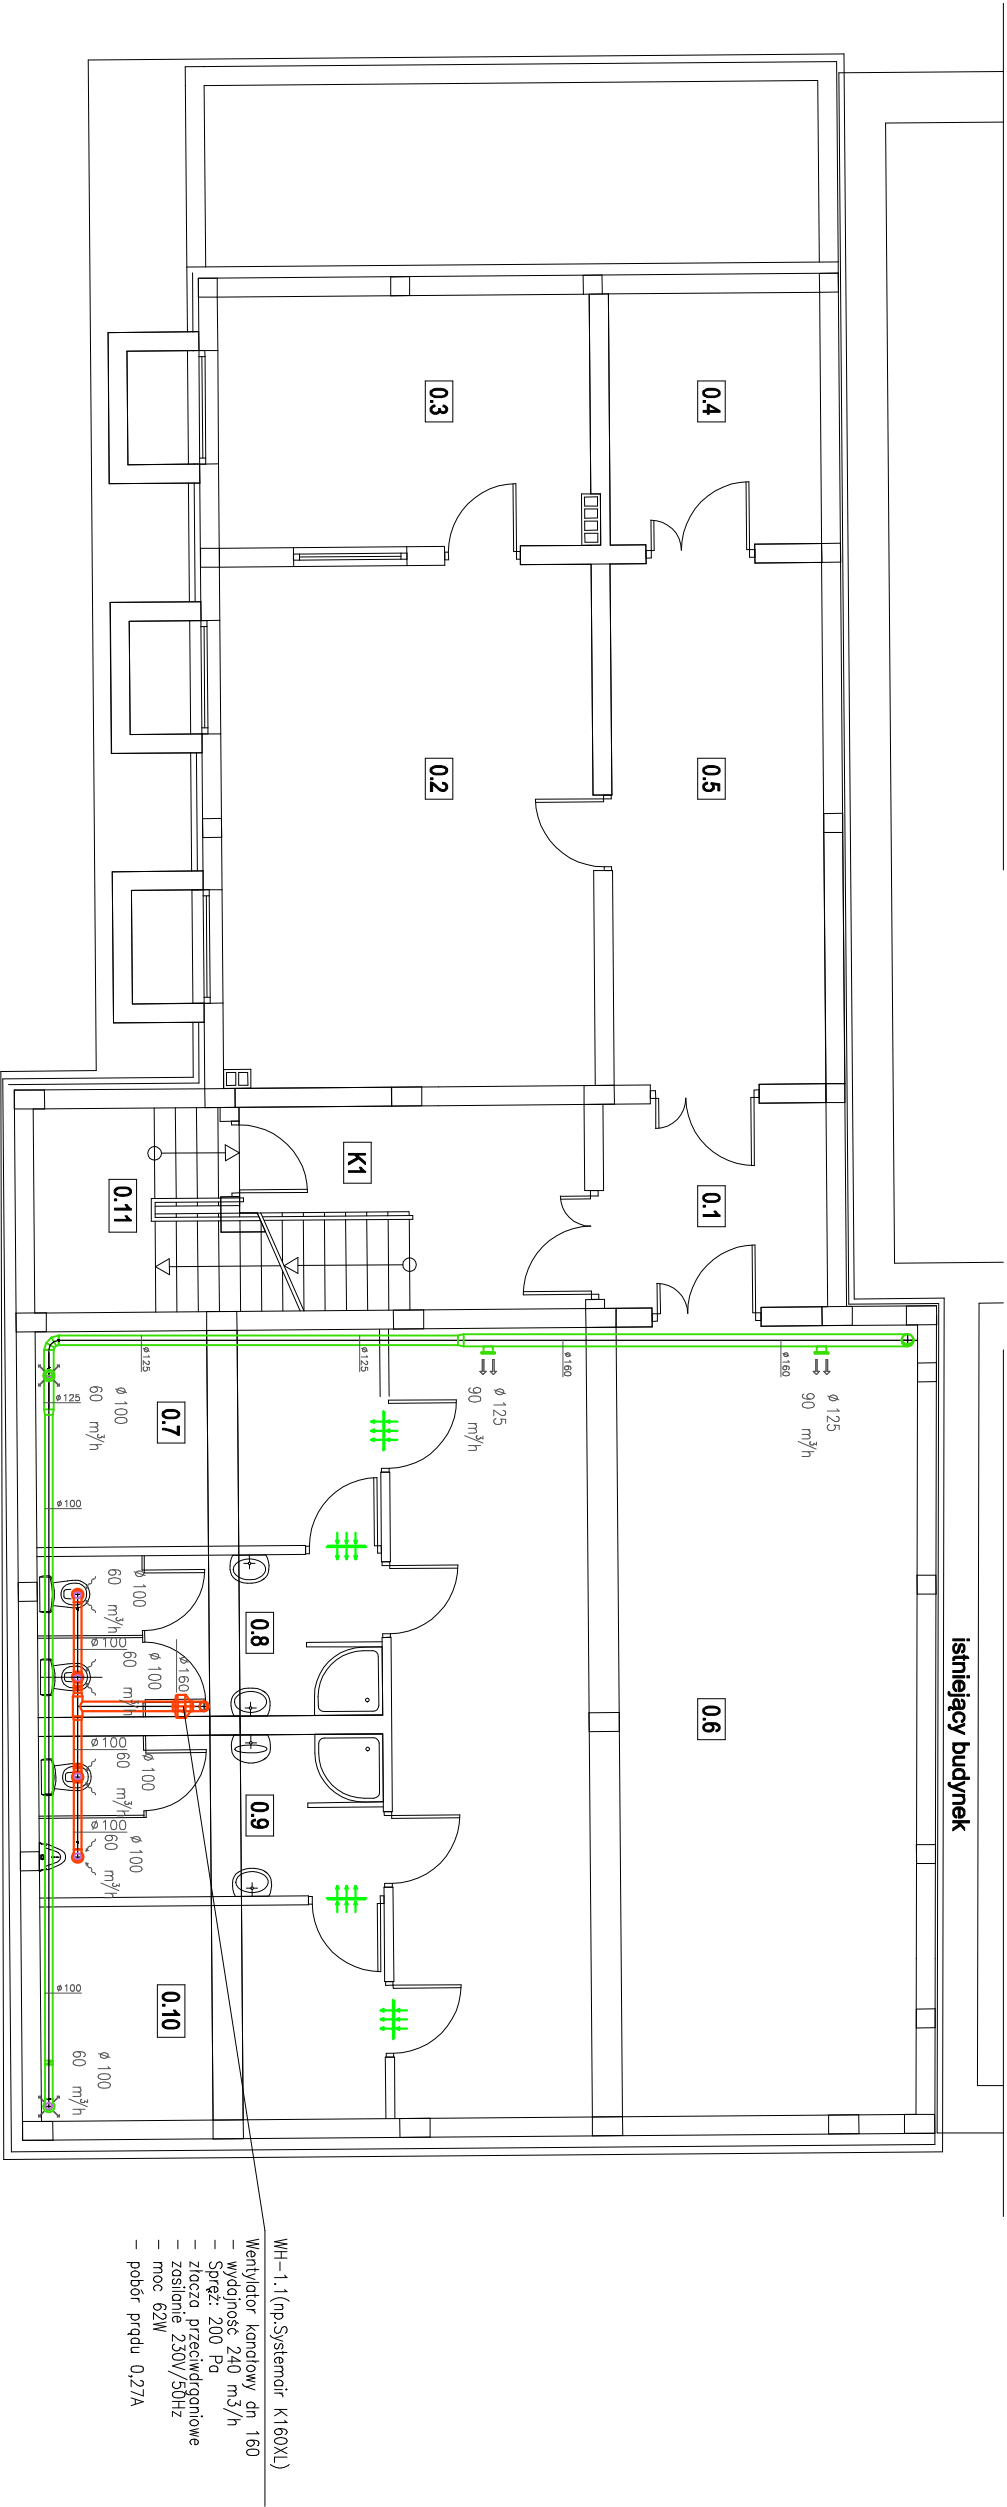 istniejący budynek
0.4
0.3
0.5
0.2
0.1
K1
0.11
0.6
0.7
0.8
0.9
0.10
ø160
ø160
ø125
ø125
ø 125
90 m³/h
ø 125
90 m³/h
ø 100
60 m³/h
ø125
ø100
ø 100
60 m³/h
ø100
ø 100
60 m³/h
ø160
ø100
ø 100
60 m³/h
ø100
ø 100
60 m³/h
ø100
ø 100
60 m³/h
WH-1.1(np.Systemair K160XL)
Wentylator kanałowy dn 160
- wydajność 240 m3/h
- Spręż: 200 Pa
- złącza przeciwdrganiowe
- zasilanie 230V/50Hz
- moc 62W
- pobór prądu 0,27A